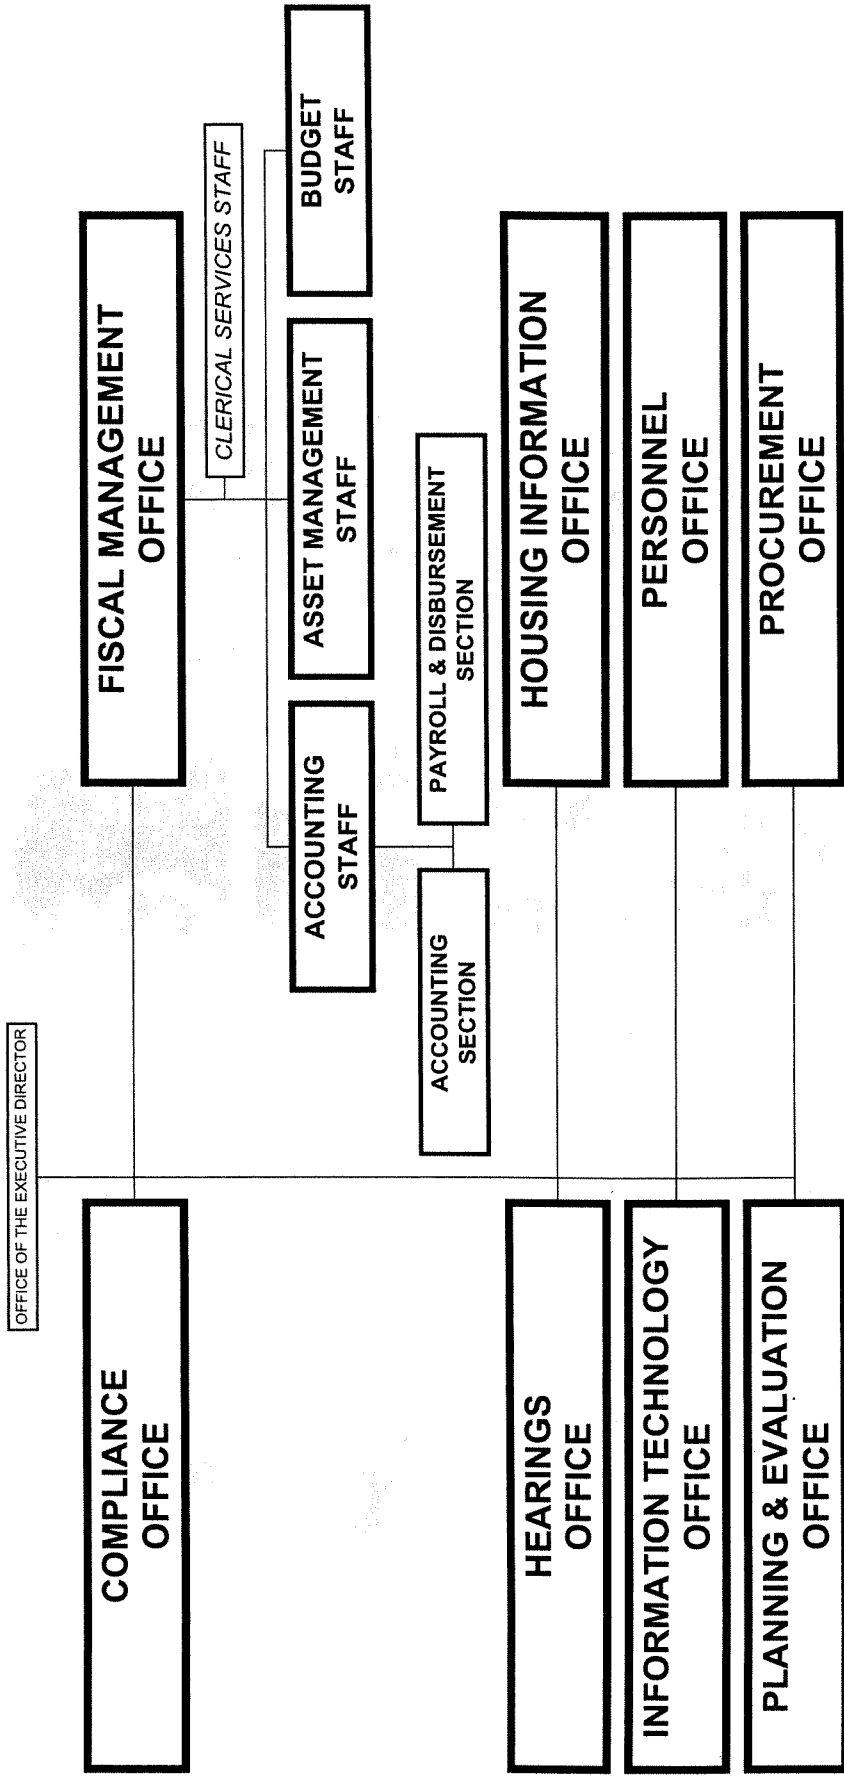 OFFICE OF THE EXECUTIVE DIRECTOR
COMPLIANCE
OFFICE
FISCAL MANAGEMENT
OFFICE
CLERICAL SERVICES STAFF
ACCOUNTING
STAFF
ASSET MANAGEMENT
STAFF
BUDGET
STAFF
ACCOUNTING
SECTION
PAYROLL & DISBURSEMENT
SECTION
HEARINGS
OFFICE
HOUSING INFORMATION
OFFICE
INFORMATION TECHNOLOGY
OFFICE
PERSONNEL
OFFICE
PLANNING & EVALUATION
OFFICE
PROCUREMENT
OFFICE